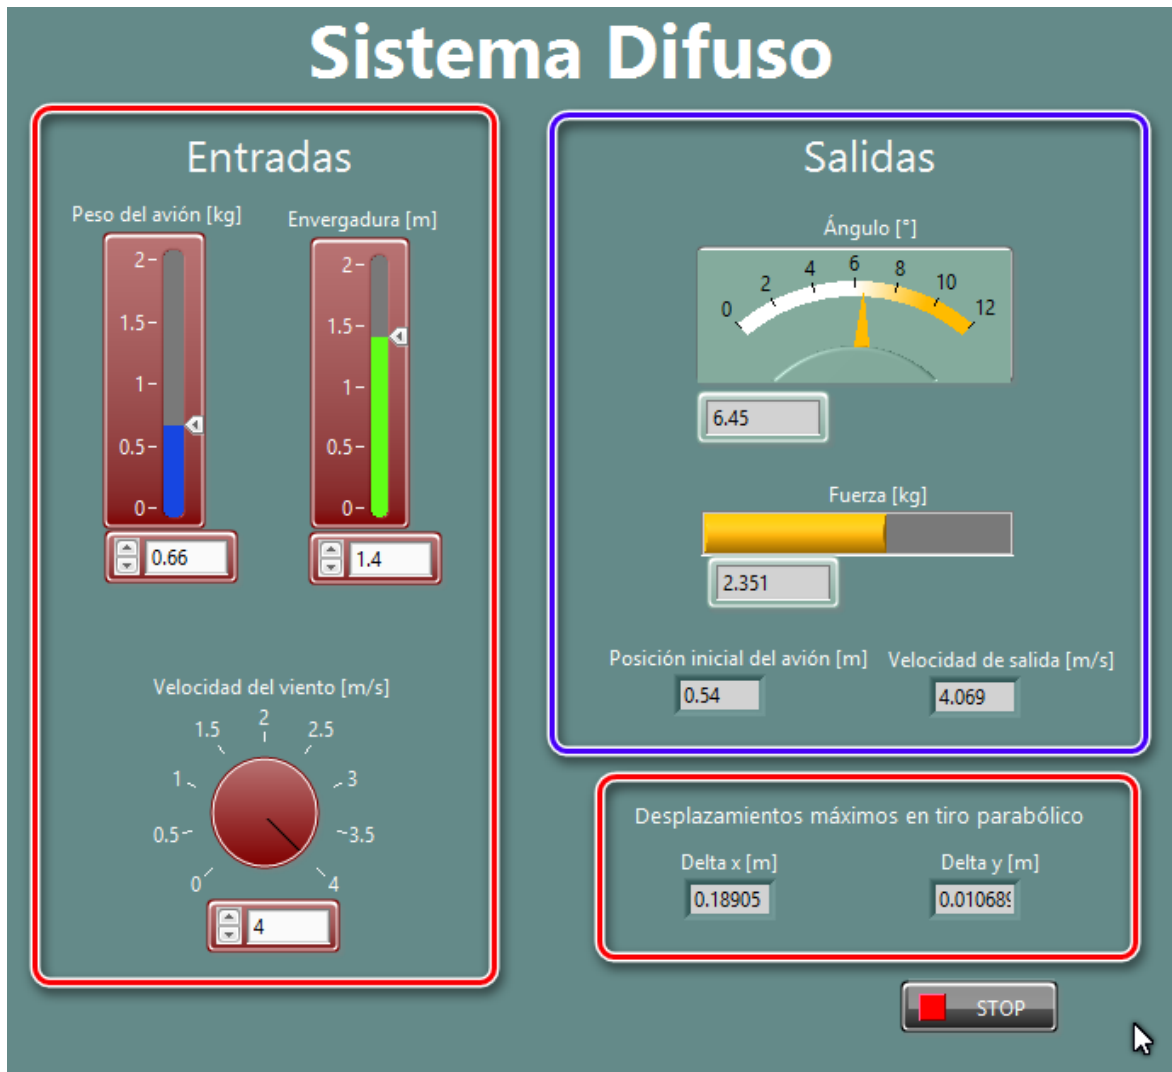 Sistema Difuso
Entradas
Peso del avión [kg]
Envergadura [m]
2
1.5
1
0.5
0
0.66
2
1.5
1
0.5
0
1.4
Velocidad del viento [m/s]
0
0.5
1
1.5
2
2.5
3
3.5
4
4
Salidas
Ángulo [°]
0
2
4
6
8
10
12
6.45
Fuerza [kg]
2.351
Posición inicial del avión [m]
0.54
Velocidad de salida [m/s]
4.069
Desplazamientos máximos en tiro parabólico
Delta x [m]
0.18905
Delta y [m]
0.01068
STOP